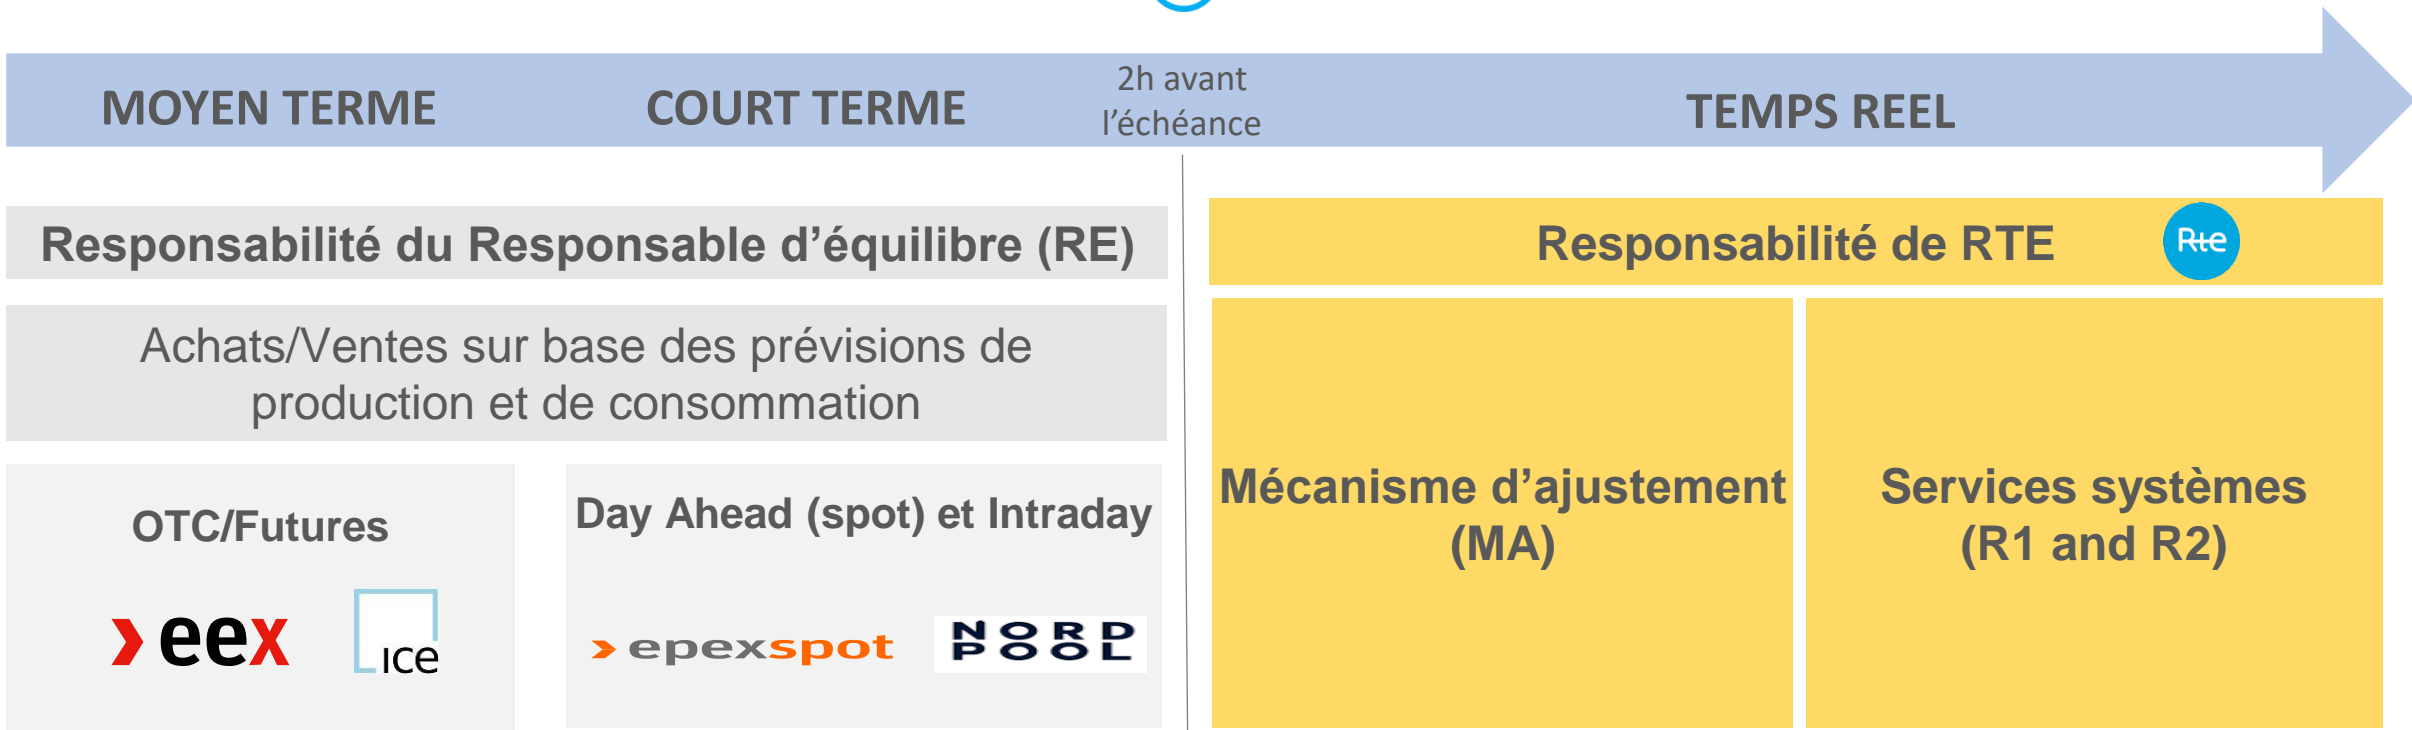 MOYEN TERME
COURT TERME
2h avant
l’échéance
TEMPS REEL
Responsabilité du Responsable d’équilibre (RE)
Responsabilité de RTE
Rte
Achats/Ventes sur base des prévisions de
production et de consommation
OTC/Futures
eex
ice
Day Ahead (spot) et Intraday
epexspot
NORD
POOL
Mécanisme d’ajustement
(MA)
Services systèmes
(R1 and R2)